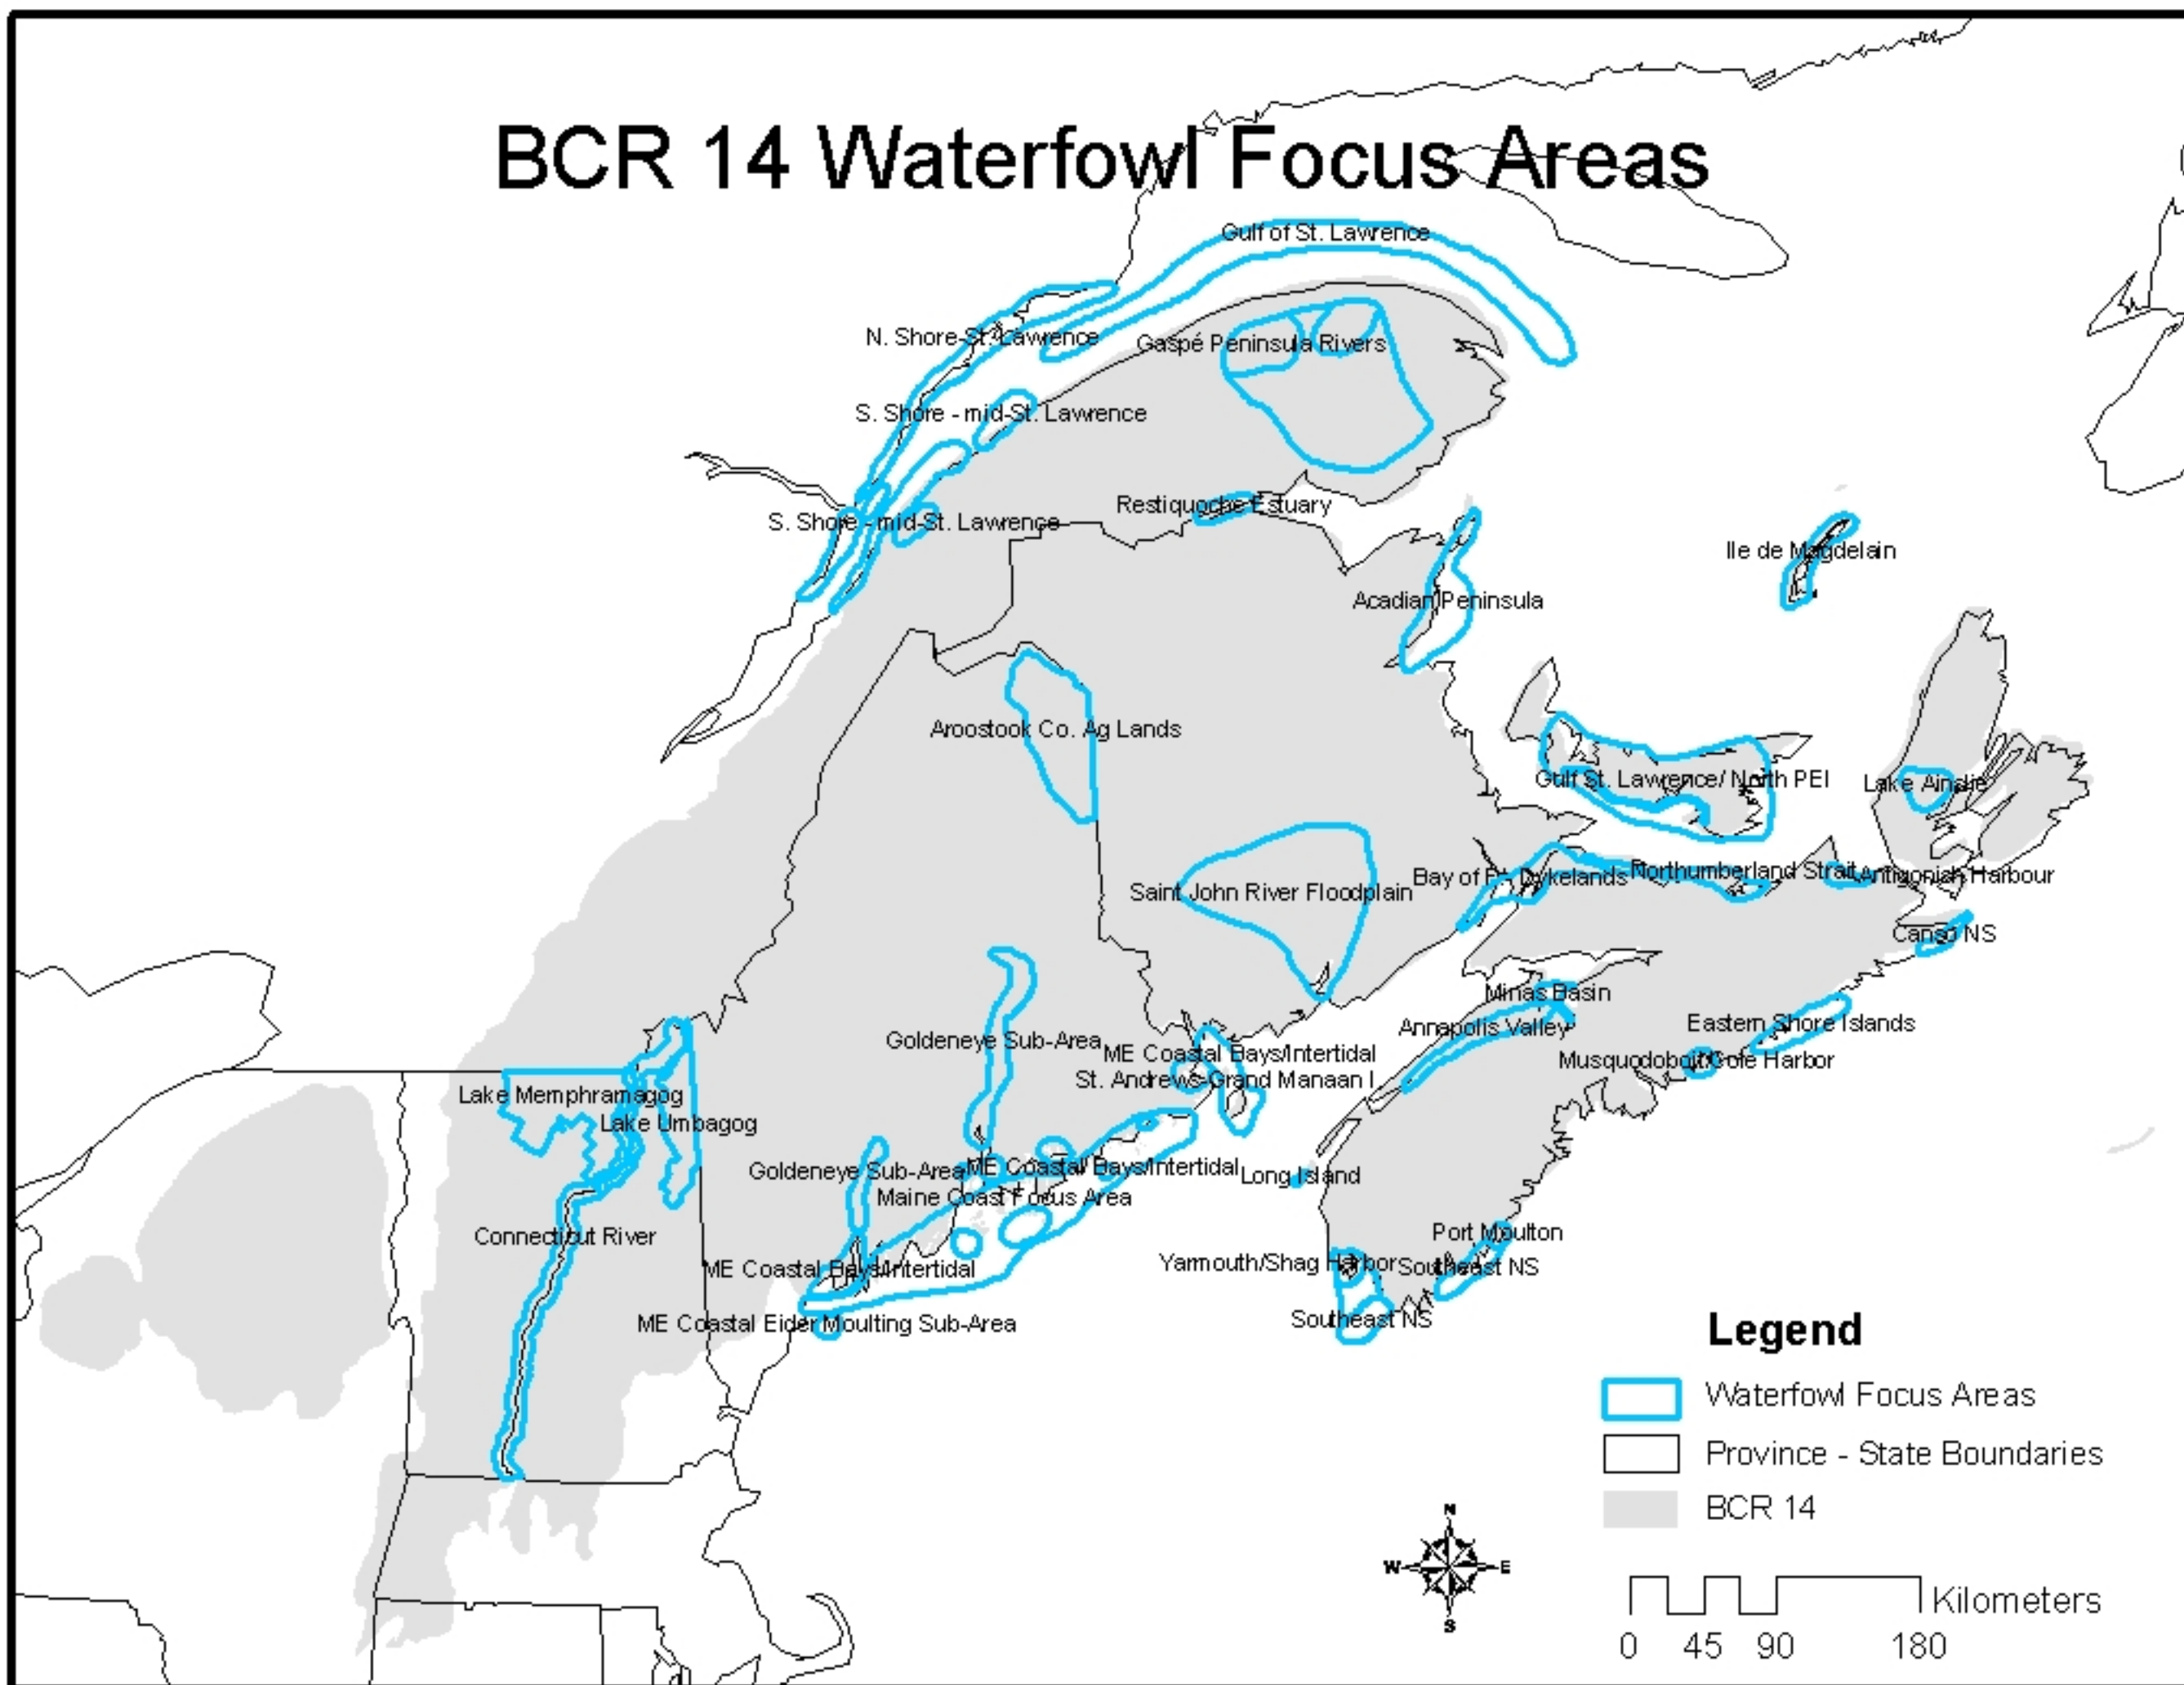 BCR 14 Waterfowl Focus Areas
Gulf of St. Lawrence
N. Shore-St. Lawrence
Gaspé Peninsula Rivers
S. Shore - mid-St. Lawrence
Restiquoche Estuary
S. Shore - mid-St. Lawrence
Ile de Magdelain
Acadian Peninsula
Aroostook Co. Ag Lands
Gulf St. Lawrence/ North PEI
Lake Ainslie
Saint John River Floodplain
Bay of Dykelands
Northumberland Strait
Antigonish Harbour
Canso NS
Minas Basin
Annapolis Valley
Eastern Shore Islands
Goldeneye Sub-Area
ME Coastal Bays/Intertidal
Musquodoboit/Cole Harbor
St. Andrews-Grand Manaan I
Lake Memphramagog
Lake Umbagog
Goldeneye Sub-Area
ME Coastal Bays/Intertidal
Long Island
Maine Coast Focus Area
Connecticut River
Port Moulton
Yarmouth/Shag Harbor
Southeast NS
ME Coastal Bays/Intertidal
Southeast NS
ME Coastal Eider Moulting Sub-Area
Legend
Waterfowl Focus Areas
Province - State Boundaries
BCR 14
N
W E
S
Kilometers
0 45 90 180